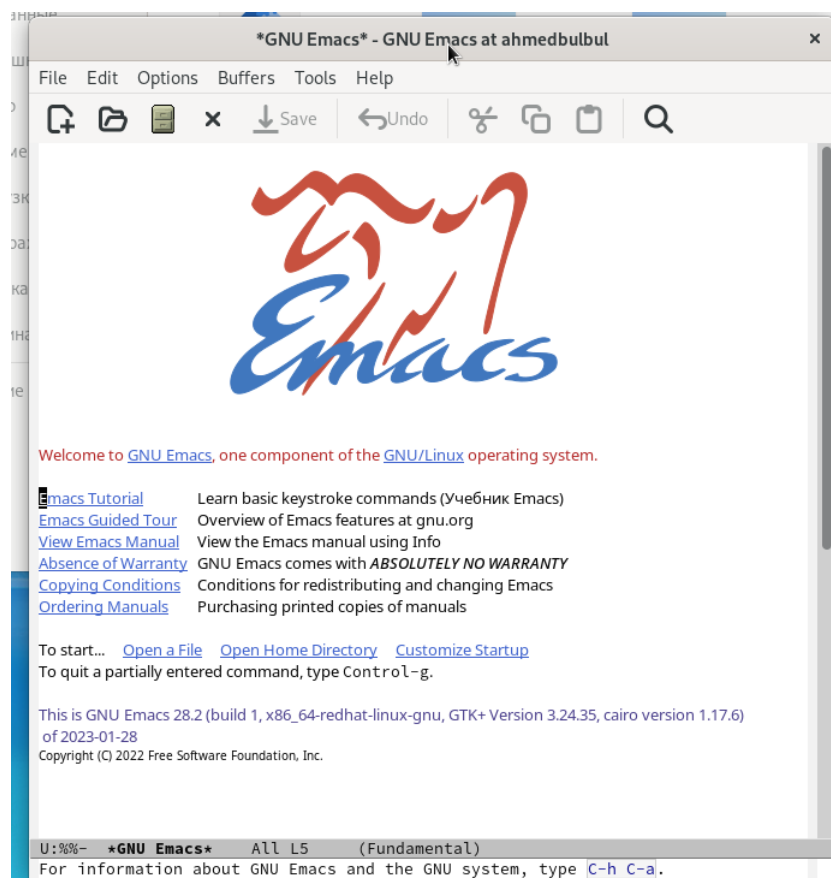 анные
*GNU Emacs* - GNU Emacs at ahmedbulbul
File Edit Options Buffers Tools Help
Save Undo
Emacs
Welcome to GNU Emacs, one component of the GNU/Linux operating system.
Emacs Tutorial Learn basic keystroke commands (Учебник Emacs)
Emacs Guided Tour Overview of Emacs features at gnu.org
View Emacs Manual View the Emacs manual using Info
Absence of Warranty GNU Emacs comes with ABSOLUTELY NO WARRANTY
Copying Conditions Conditions for redistributing and changing Emacs
Ordering Manuals Purchasing printed copies of manuals
To start... Open a File Open Home Directory Customize Startup
To quit a partially entered command, type Control-g.
This is GNU Emacs 28.2 (build 1, x86_64-redhat-linux-gnu, GTK+ Version 3.24.35, cairo version 1.17.6)
of 2023-01-28
Copyright (C) 2022 Free Software Foundation, Inc.
U:%%- *GNU Emacs* All L5 (Fundamental)
For information about GNU Emacs and the GNU system, type C-h C-a.